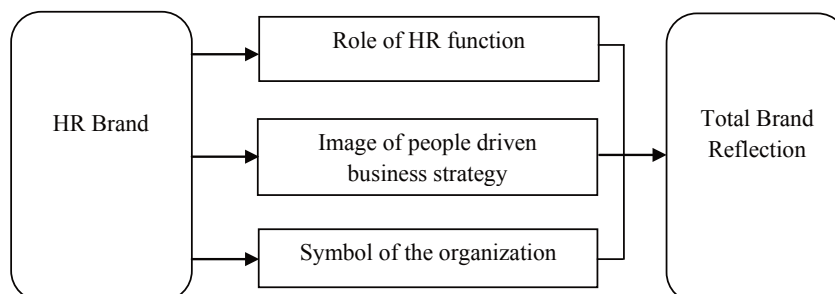 Role of HR function
HR Brand
Image of people driven
business strategy
Total Brand
Reflection
Symbol of the organization